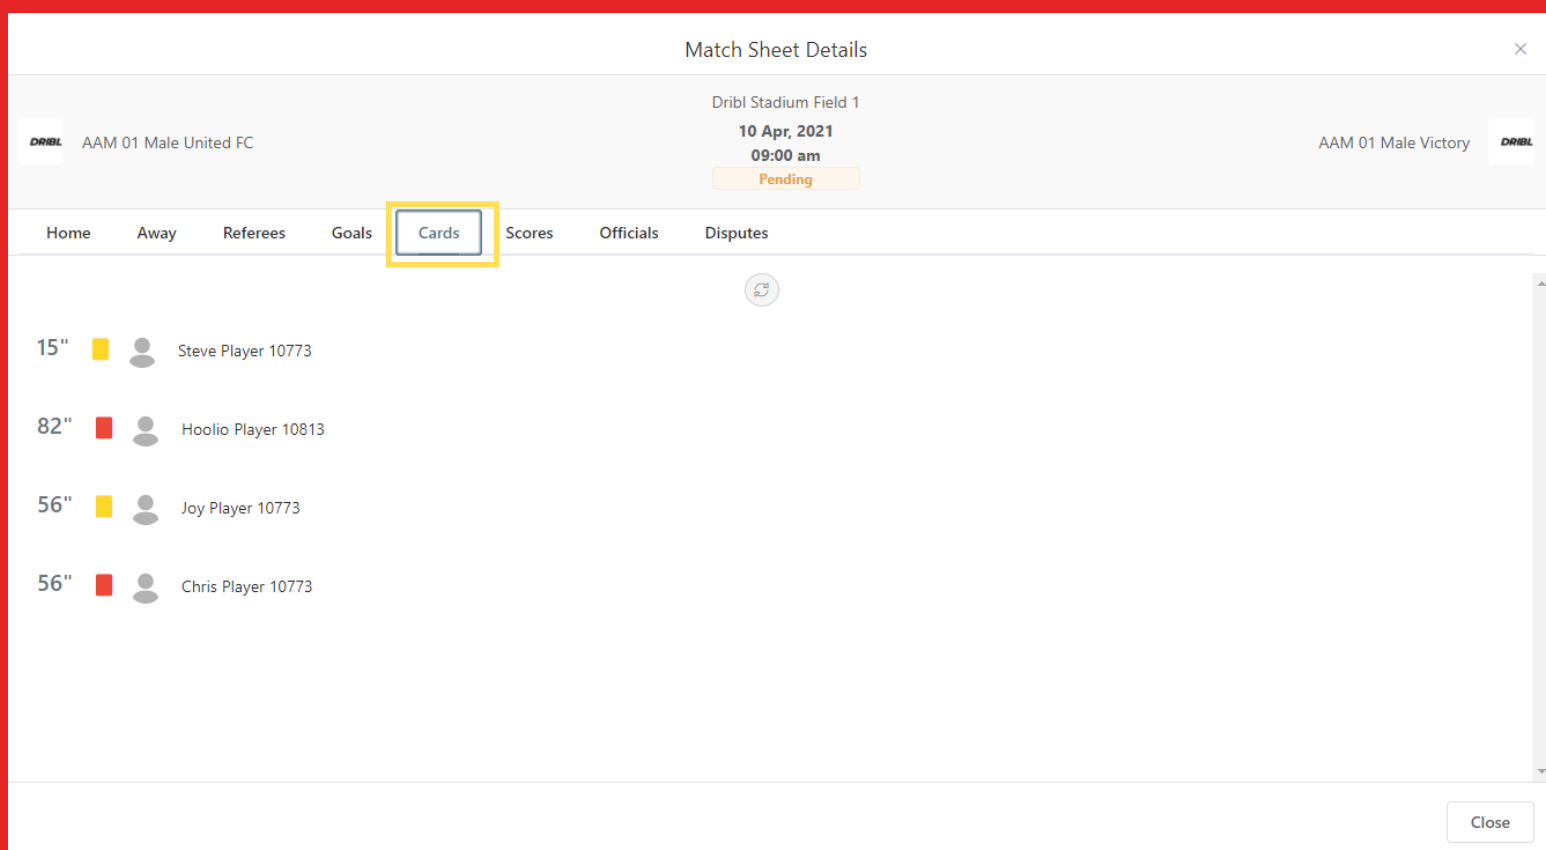 Match Sheet Details
Dribl Stadium Field 1
10 Apr, 2021
09:00 am
Pending
DRIBL AAM 01 Male United FC
AAM 01 Male Victory DRIBL
Home Away Referees Goals Cards Scores Officials Disputes
15" Steve Player 10773
82" Hoolio Player 10813
56" Joy Player 10773
56" Chris Player 10773
Close